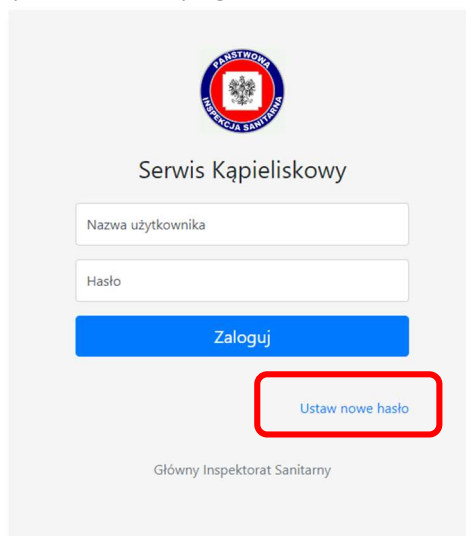 PAŃSTWOWA
INSPEKCJA SANITARNA
Serwis Kąpieliskowy
Nazwa użytkownika
Hasło
Zaloguj
Ustaw nowe hasło
Główny Inspektorat Sanitarny